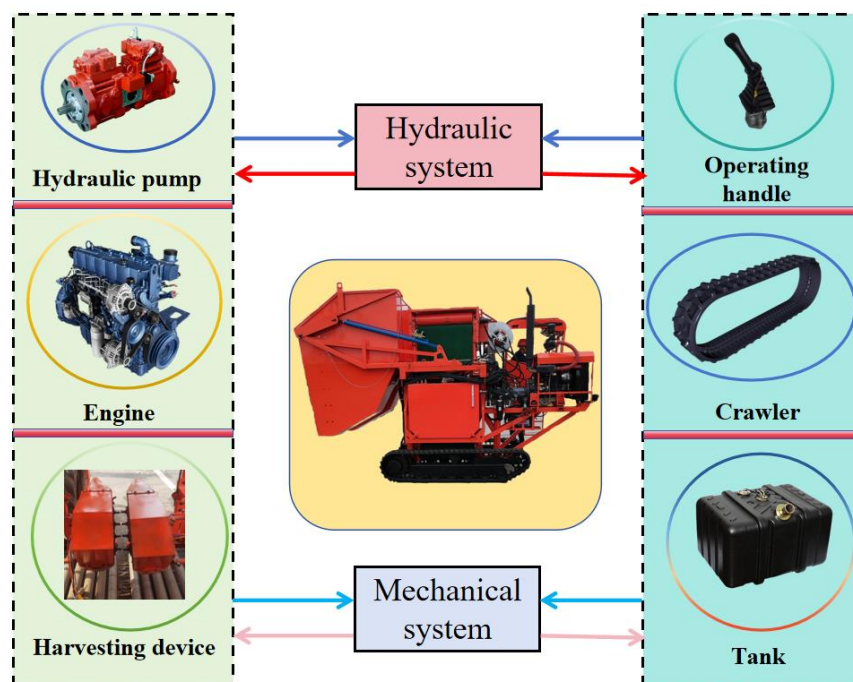 Hydraulic pump
Hydraulic
system
Operating
handle
Engine
Crawler
Harvesting device
Mechanical
system
Tank